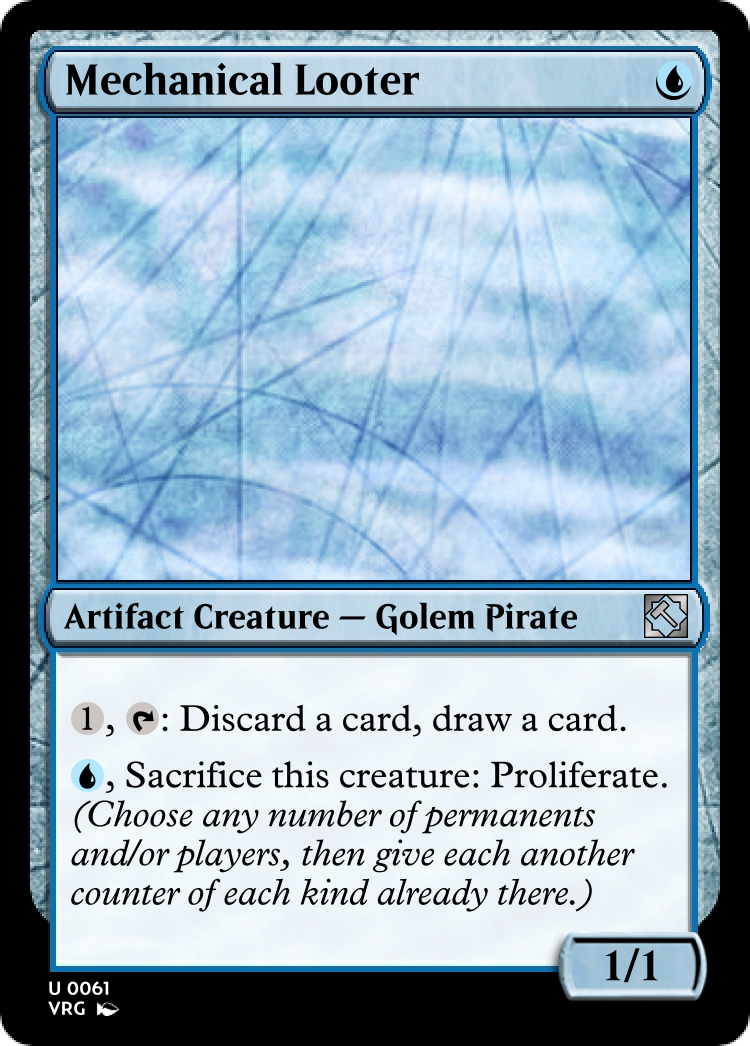 Mechanical Looter
Artifact Creature — Golem Pirate
1, : Discard a card, draw a card.
, Sacrifice this creature: Proliferate.
(Choose any number of permanents
and/or players, then give each another
counter of each kind already there.)
1/1
U 0061
VRG